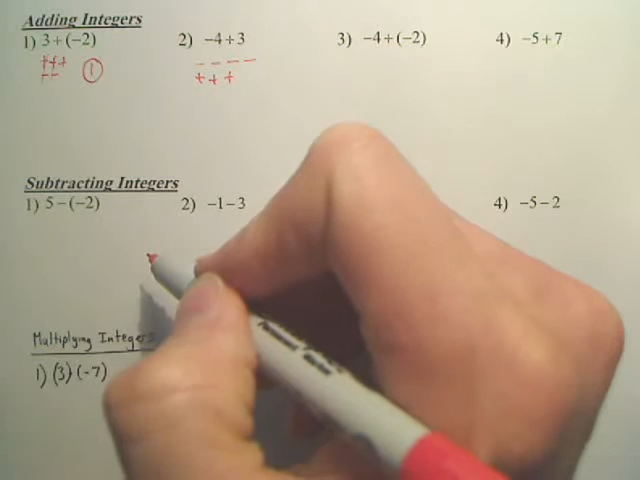 Adding Integers
1) 3+(−2) 2) −4+3 3) −4+(−2) 4) −5+7
+++ 1 − − − −
−− + + +
Subtracting Integers
1) 5−(−2) 2) −1−3 4) −5−2
Multiplying Integers
1) (3)(-7)